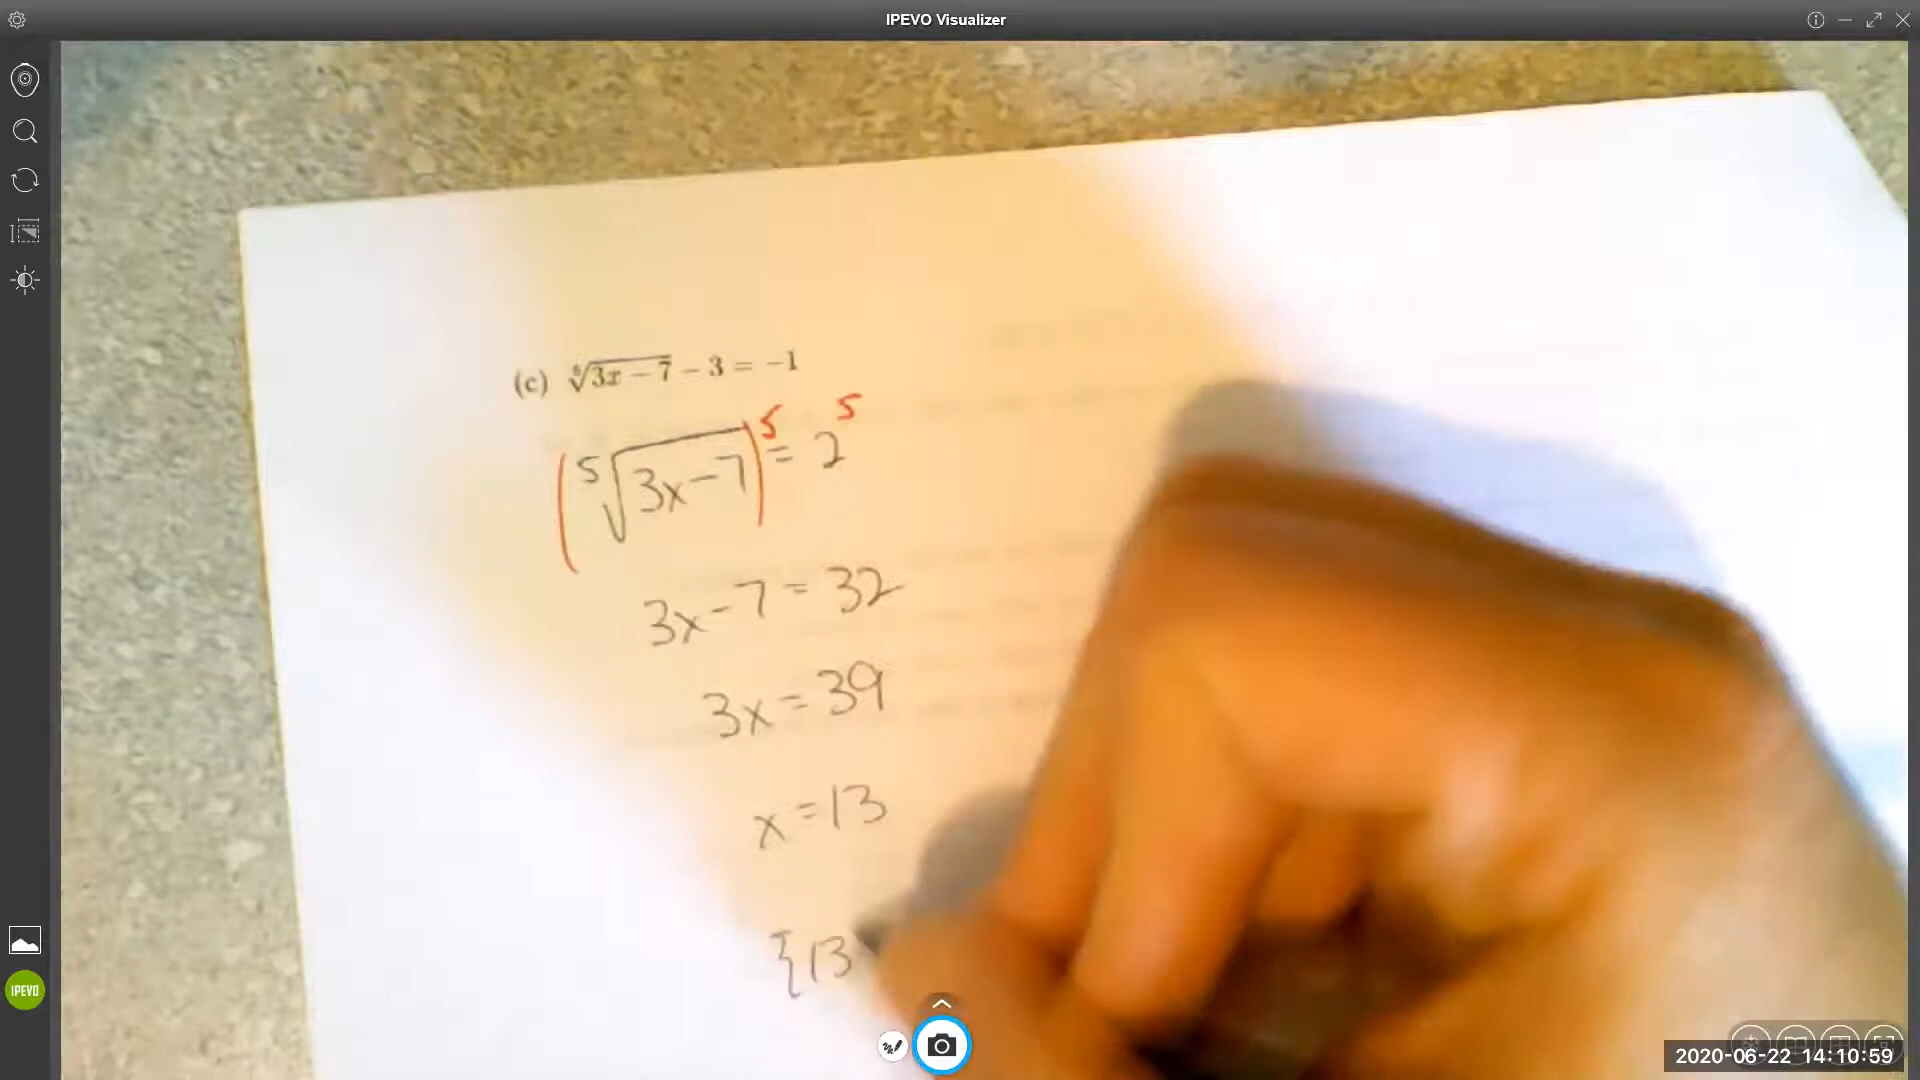 IPEVO Visualizer
(c) ⁵√(3x − 7) − 3 = −1
(⁵√(3x−7))⁵ = 2⁵
3x−7 = 32
3x = 39
x = 13
{13
IPEVO
2020-06-22 14:10:59